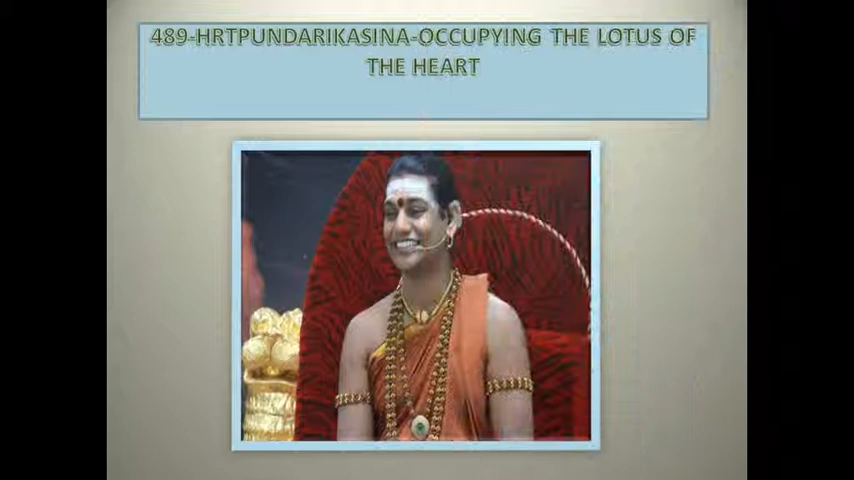 489-HRTPUNDARIKASINA-OCCUPYING THE LOTUS OF
THE HEART